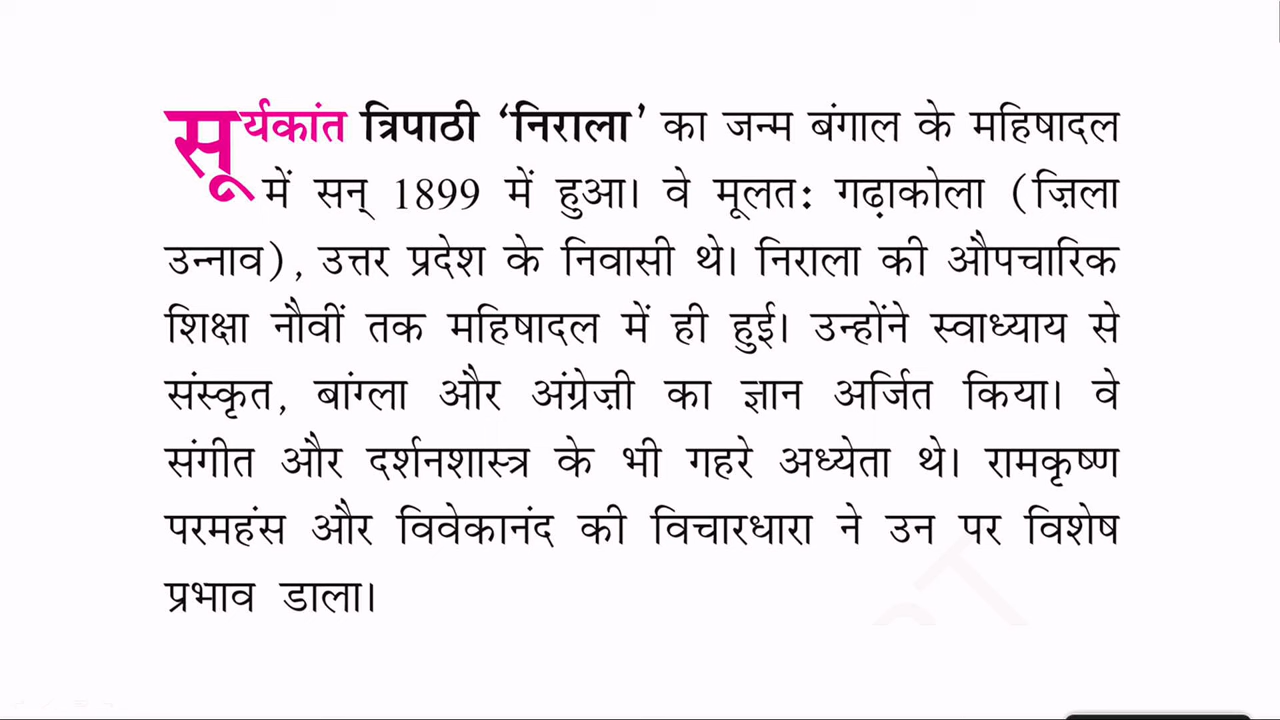 सूर्यकांत त्रिपाठी ‘निराला’ का जन्म बंगाल के महिषादल
में सन् 1899 में हुआ। वे मूलतः गढ़ाकोला (ज़िला
उन्नाव), उत्तर प्रदेश के निवासी थे। निराला की औपचारिक
शिक्षा नौवीं तक महिषादल में ही हुई। उन्होंने स्वाध्याय से
संस्कृत, बांग्ला और अंग्रेज़ी का ज्ञान अर्जित किया। वे
संगीत और दर्शनशास्त्र के भी गहरे अध्येता थे। रामकृष्ण
परमहंस और विवेकानंद की विचारधारा ने उन पर विशेष
प्रभाव डाला।